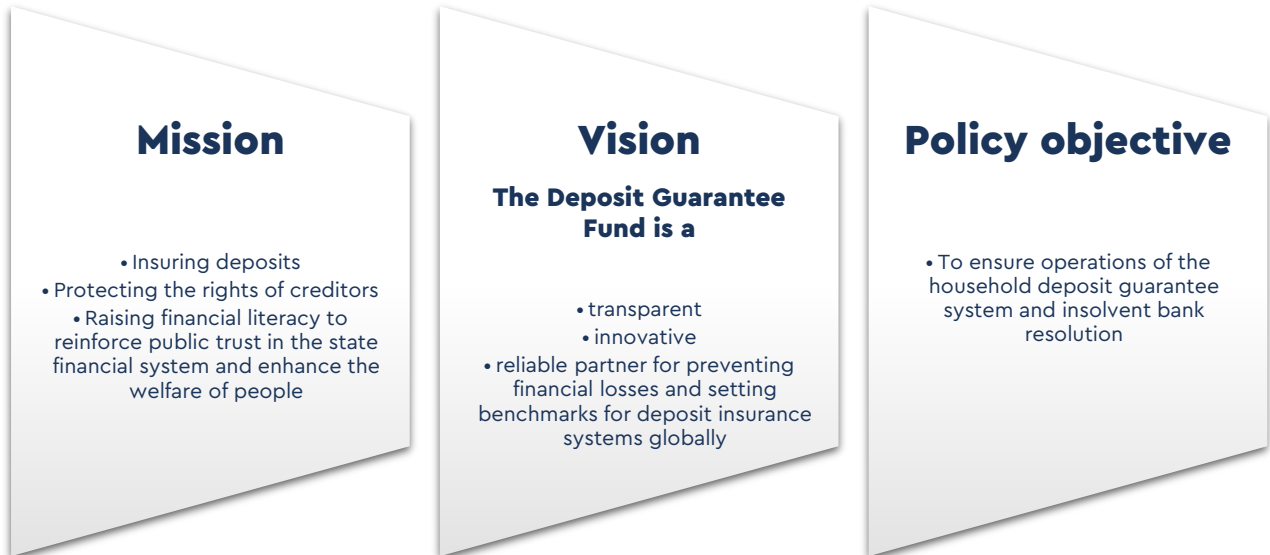 Mission
• Insuring deposits
• Protecting the rights of creditors
• Raising financial literacy to
reinforce public trust in the state
financial system and enhance the
welfare of people
Vision
The Deposit Guarantee
Fund is a
• transparent
• innovative
• reliable partner for preventing
financial losses and setting
benchmarks for deposit insurance
systems globally
Policy objective
• To ensure operations of the
household deposit guarantee
system and insolvent bank
resolution